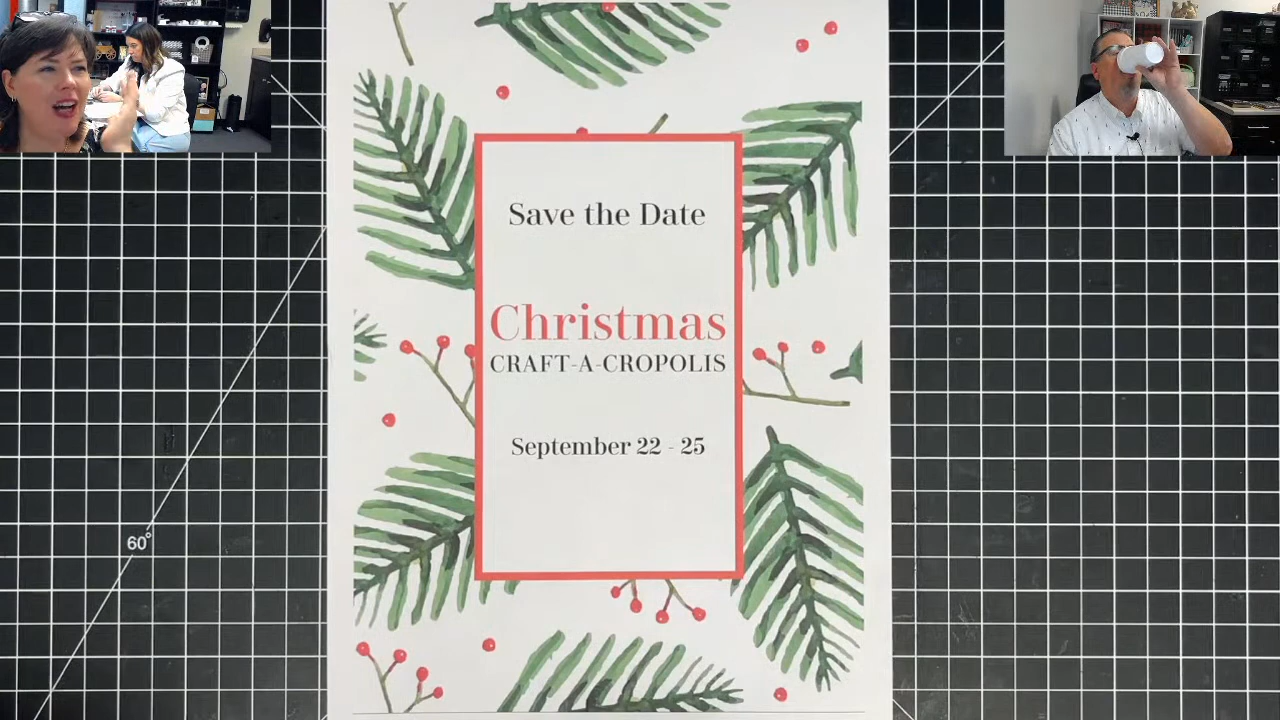 Save the Date
Christmas
CRAFT-A-CROPOLIS
September 22 - 25
60°